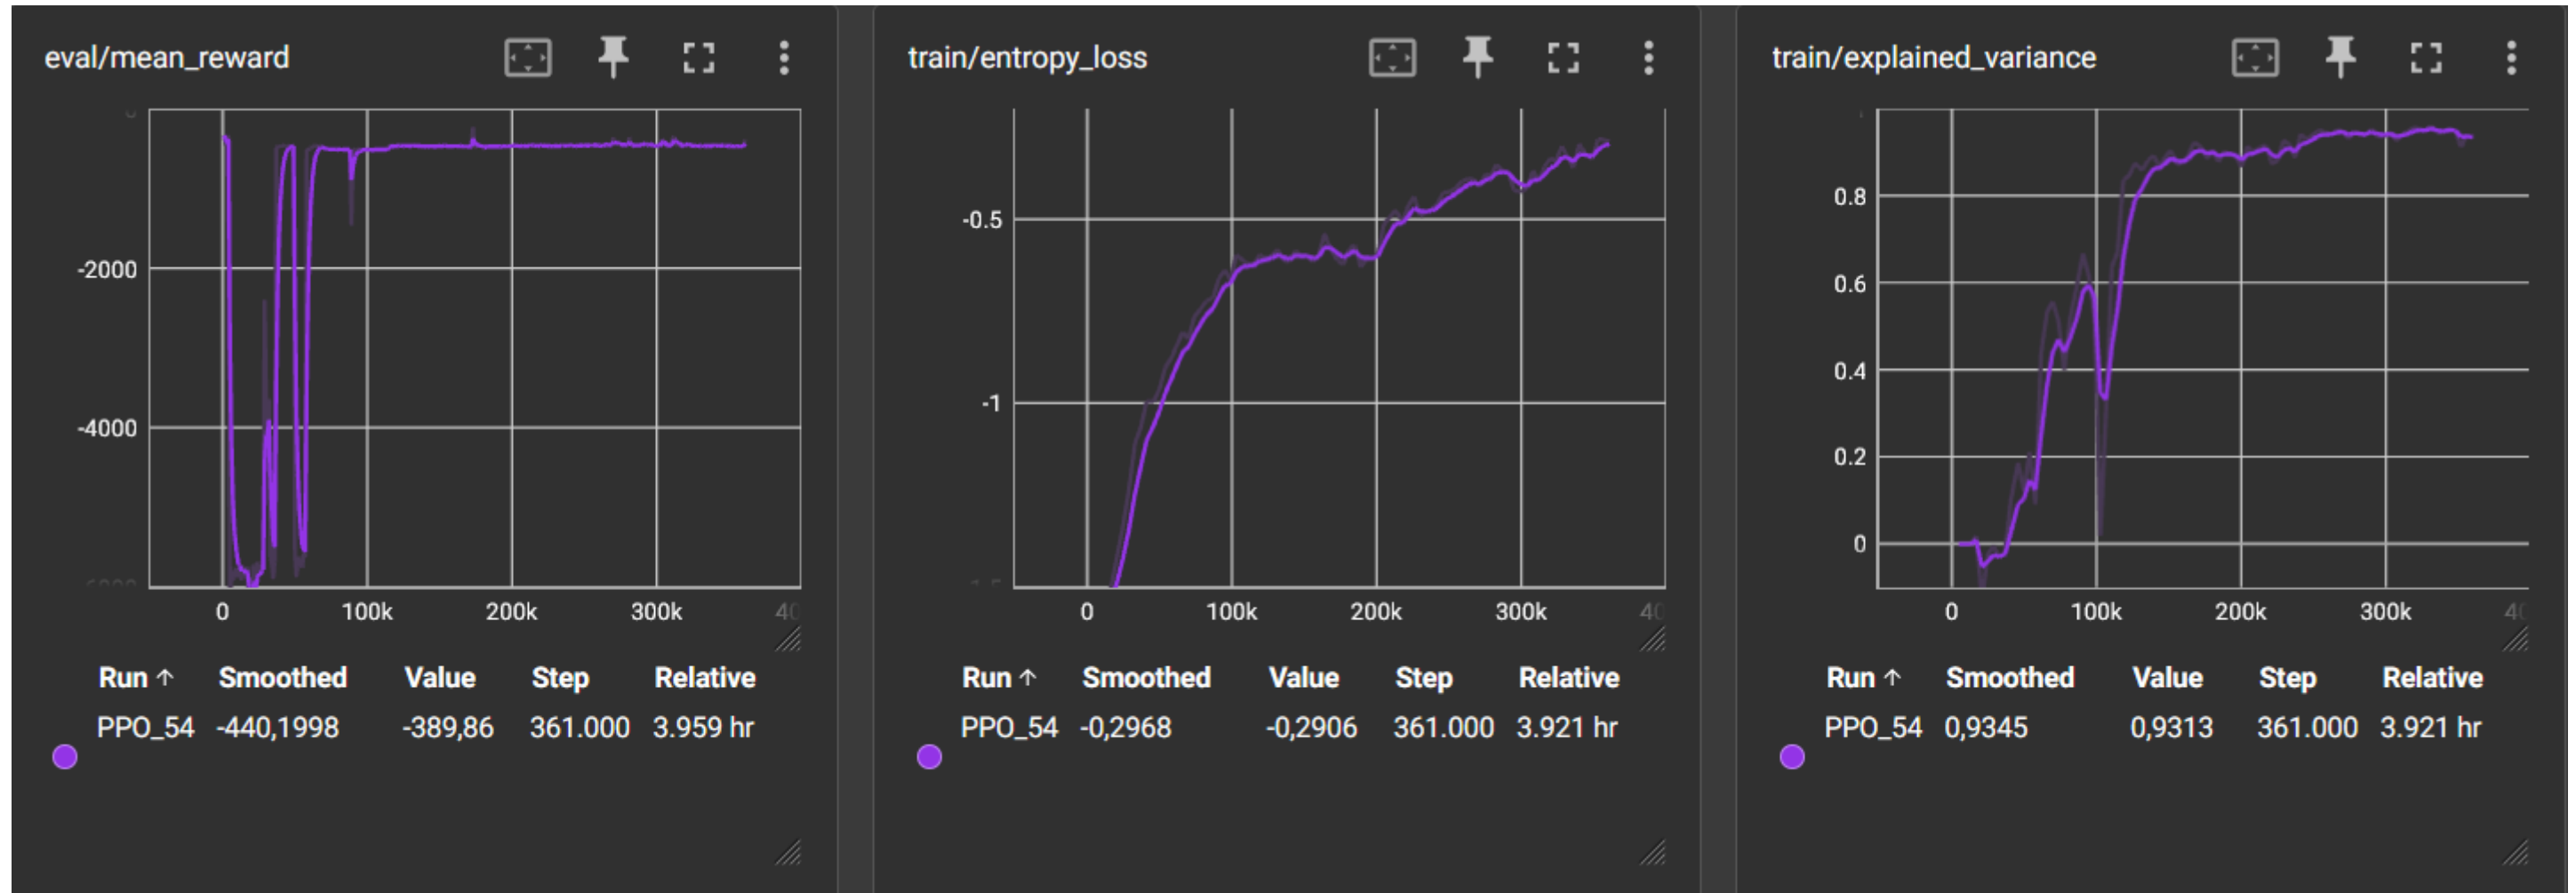 eval/mean_reward
-2000
-4000
0 100k 200k 300k 40
Run ↑ Smoothed Value Step Relative
PPO_54 -440,1998 -389,86 361.000 3.959 hr
train/entropy_loss
-0.5
-1
0 100k 200k 300k 40
Run ↑ Smoothed Value Step Relative
PPO_54 -0,2968 -0,2906 361.000 3.921 hr
train/explained_variance
0.8
0.6
0.4
0.2
0
0 100k 200k 300k 40
Run ↑ Smoothed Value Step Relative
PPO_54 0,9345 0,9313 361.000 3.921 hr